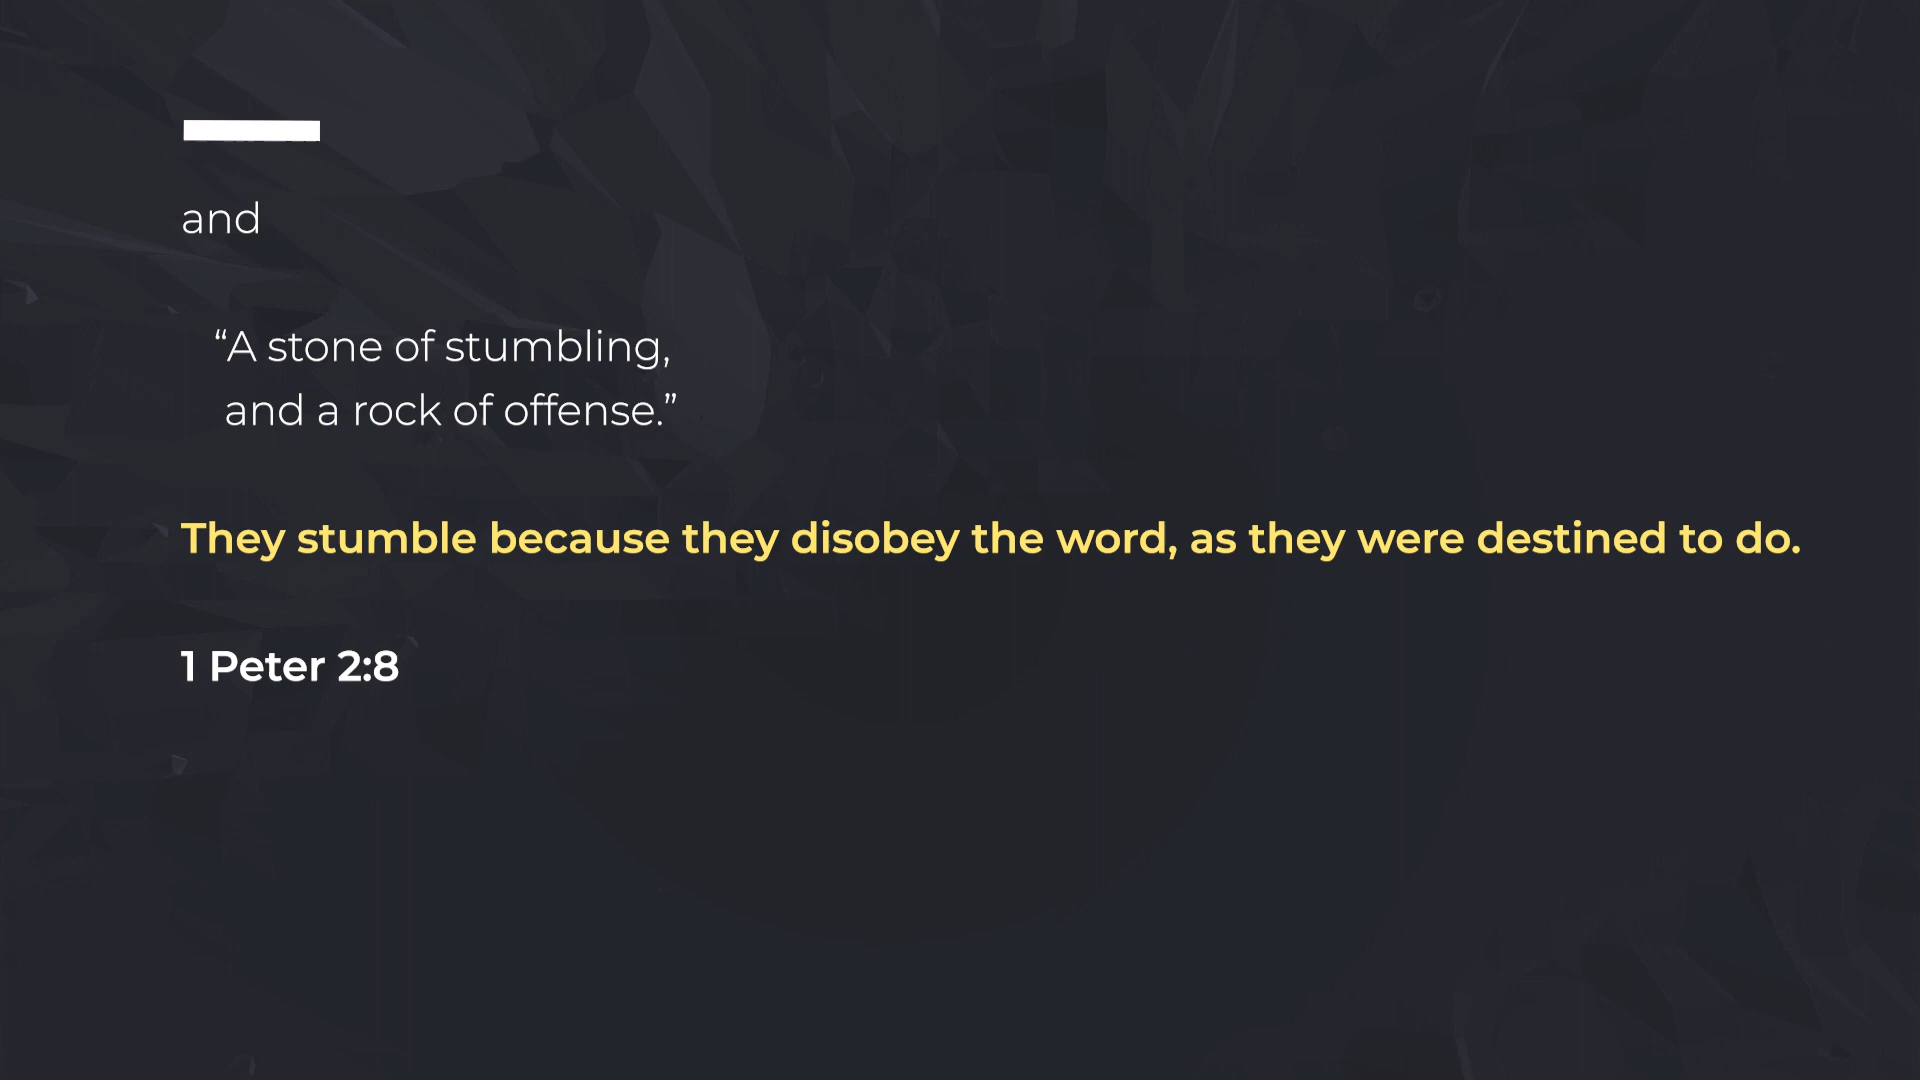 and
“A stone of stumbling,
and a rock of offense.”
They stumble because they disobey the word, as they were destined to do.
1 Peter 2:8